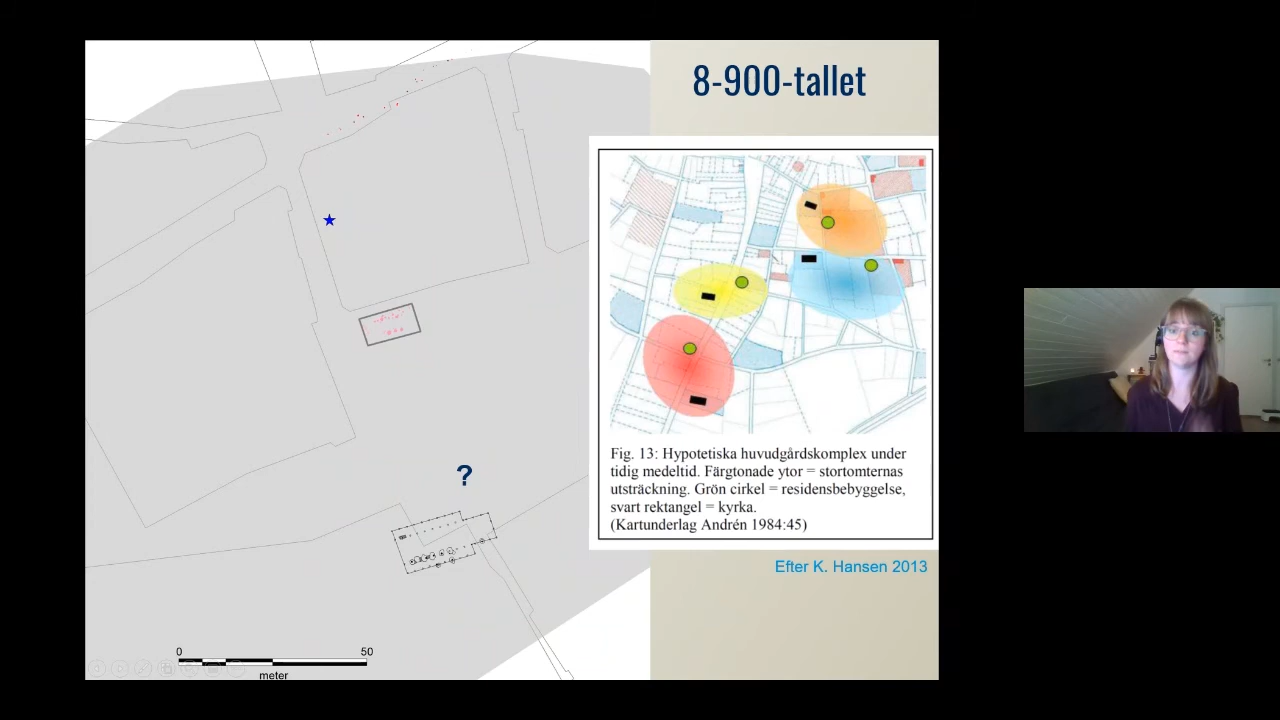 8-900-tallet
?
0 50
meter
Fig. 13: Hypotetiska huvudgårdskomplex under
tidig medeltid. Färgtonade ytor = stortomternas
utsträckning. Grön cirkel = residensbebyggelse,
svart rektangel = kyrka.
(Kartunderlag Andrén 1984:45)
Efter K. Hansen 2013